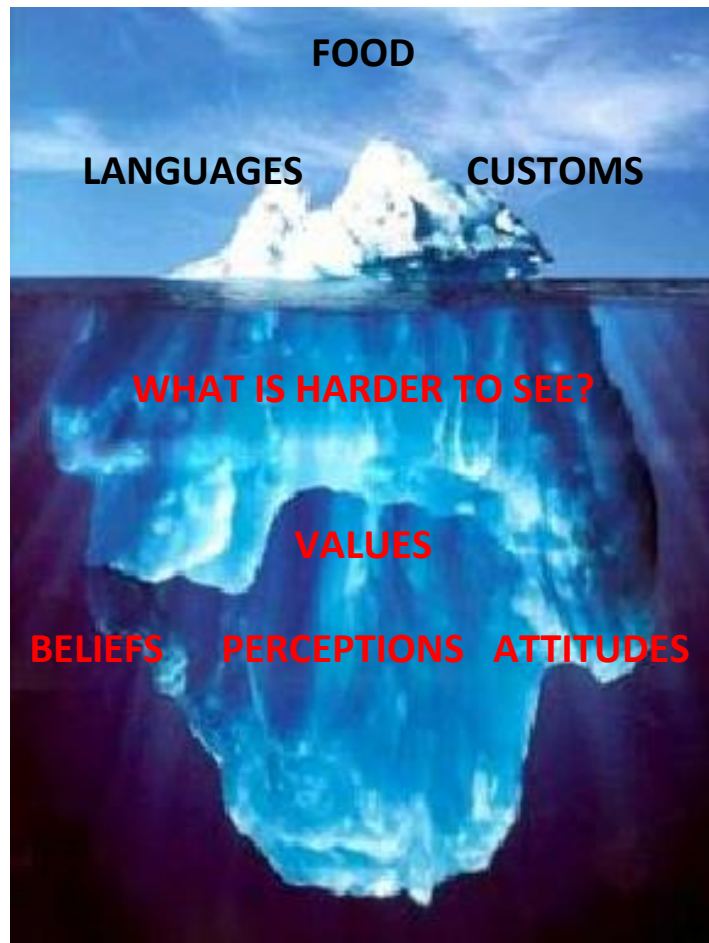 FOOD
LANGUAGES CUSTOMS
WHAT IS HARDER TO SEE?
VALUES
BELIEFS PERCEPTIONS ATTITUDES